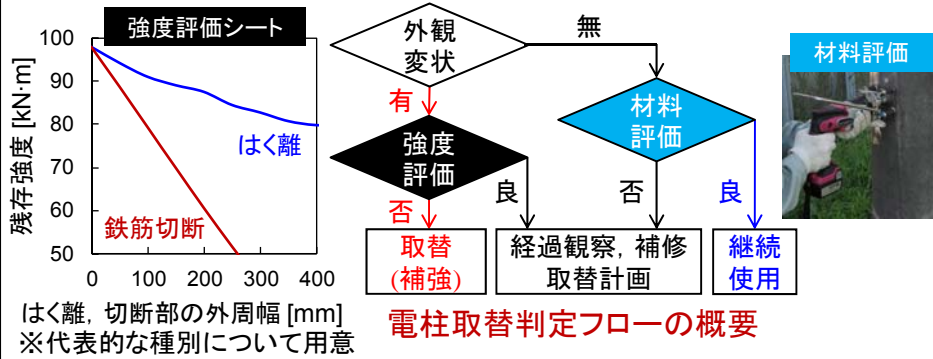 強度評価シート
残存強度 [kN·m]
100
90
80
70
60
50
はく離
鉄筋切断
0
100
200
300
400
はく離，切断部の外周幅 [mm]
※代表的な種別について用意
外観
変状
無
有
強度
評価
材料
評価
否
良
否
良
取替
(補強)
経過観察，補修
取替計画
継続
使用
電柱取替判定フローの概要
材料評価